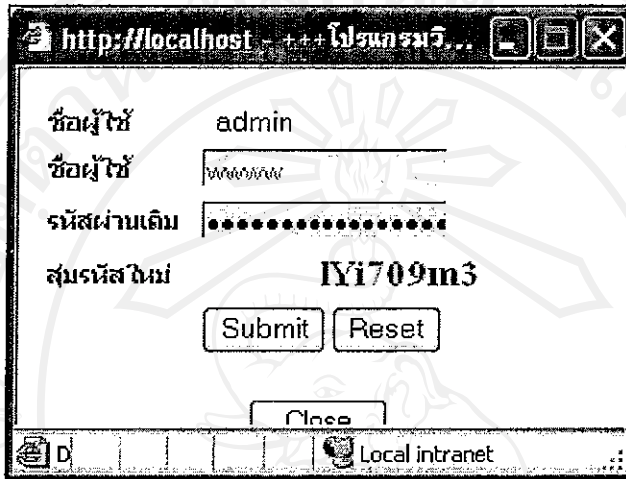 http://localhost - +++โปรแกรมวิ...
ชื่อผู้ใช้ admin
ชื่อผู้ใช้ wwwww
รหัสผ่านเดิม ●●●●●●●●●●●●●●●●●
สุ่มรหัสใหม่ lYi709m3
Submit Reset
Close
D Local intranet